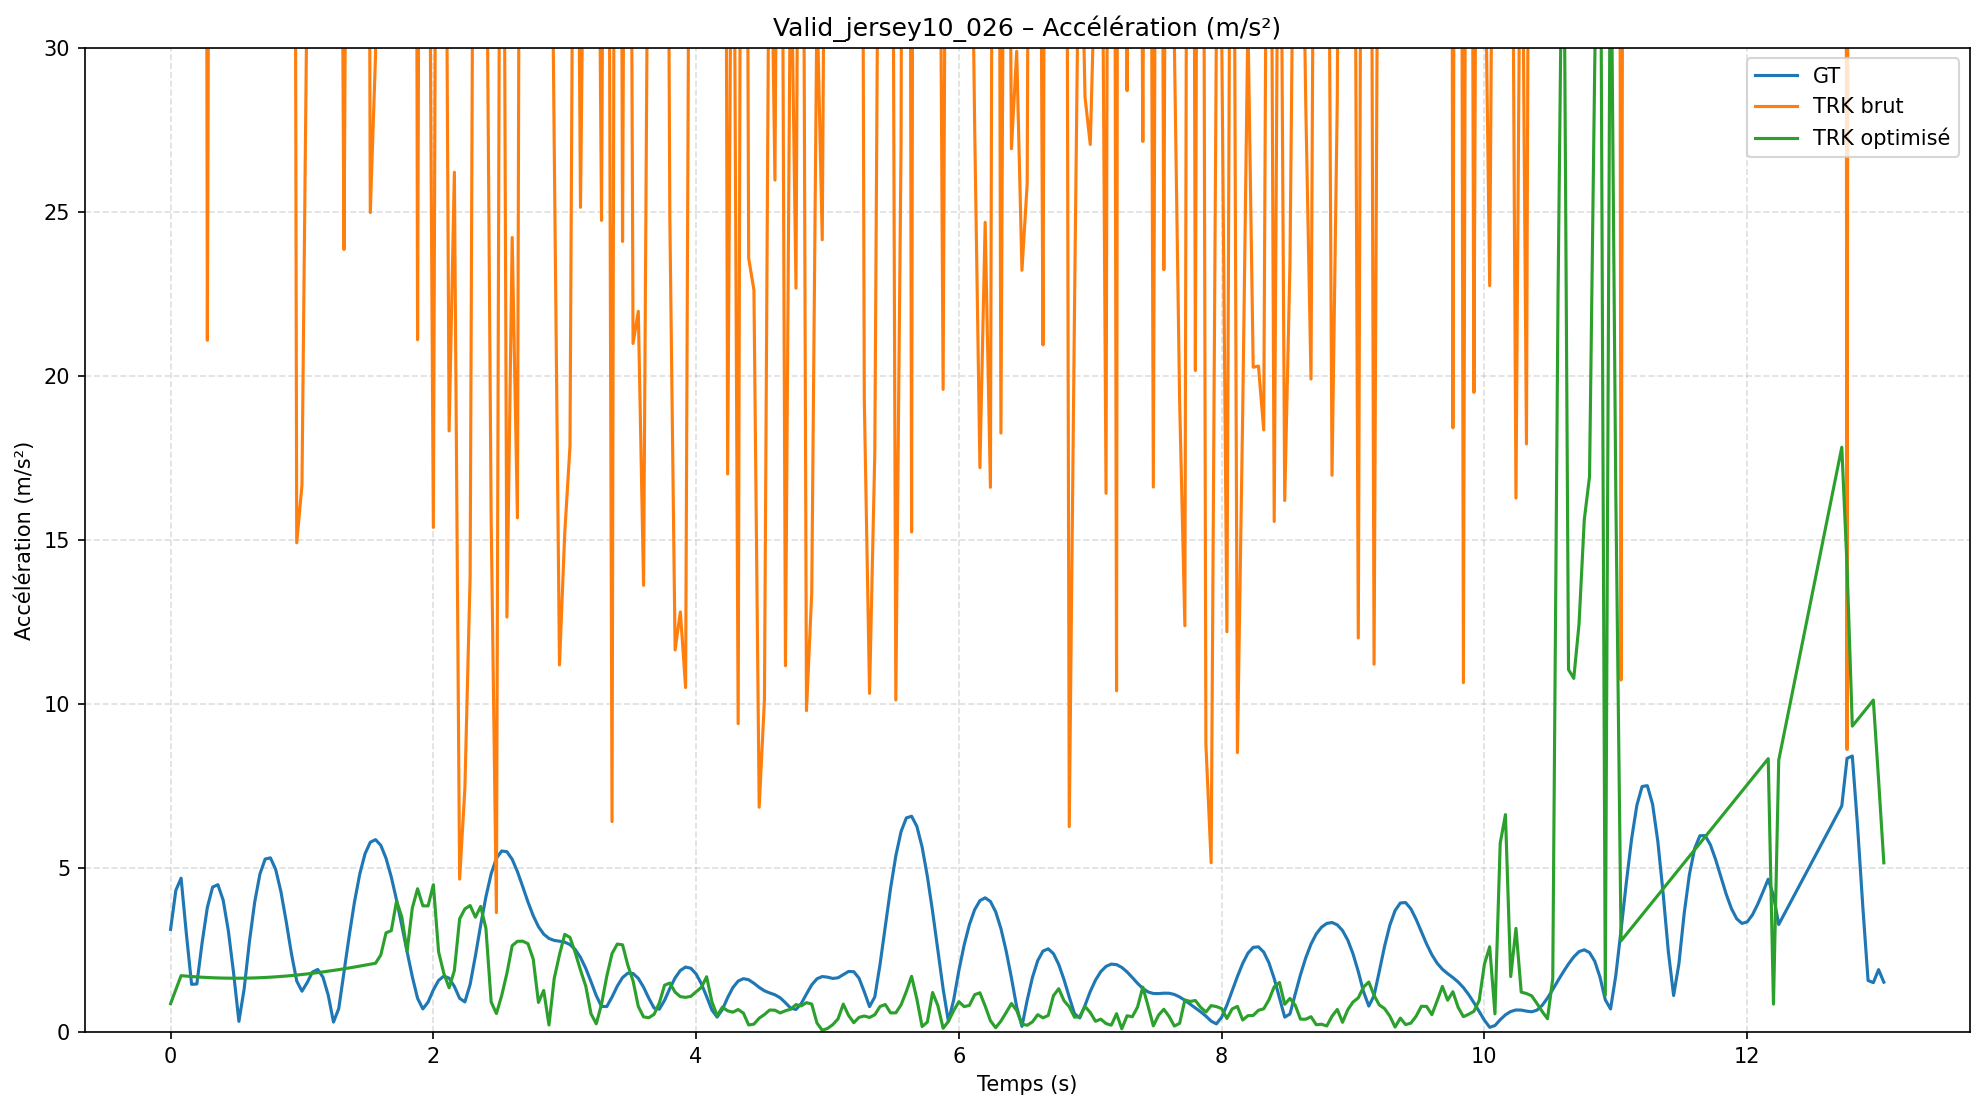 Valid_jersey10_026 – Accélération (m/s²)
GT
TRK brut
TRK optimisé
Accélération (m/s²)
30
25
20
15
10
5
0
0 2 4 6 8 10 12
Temps (s)